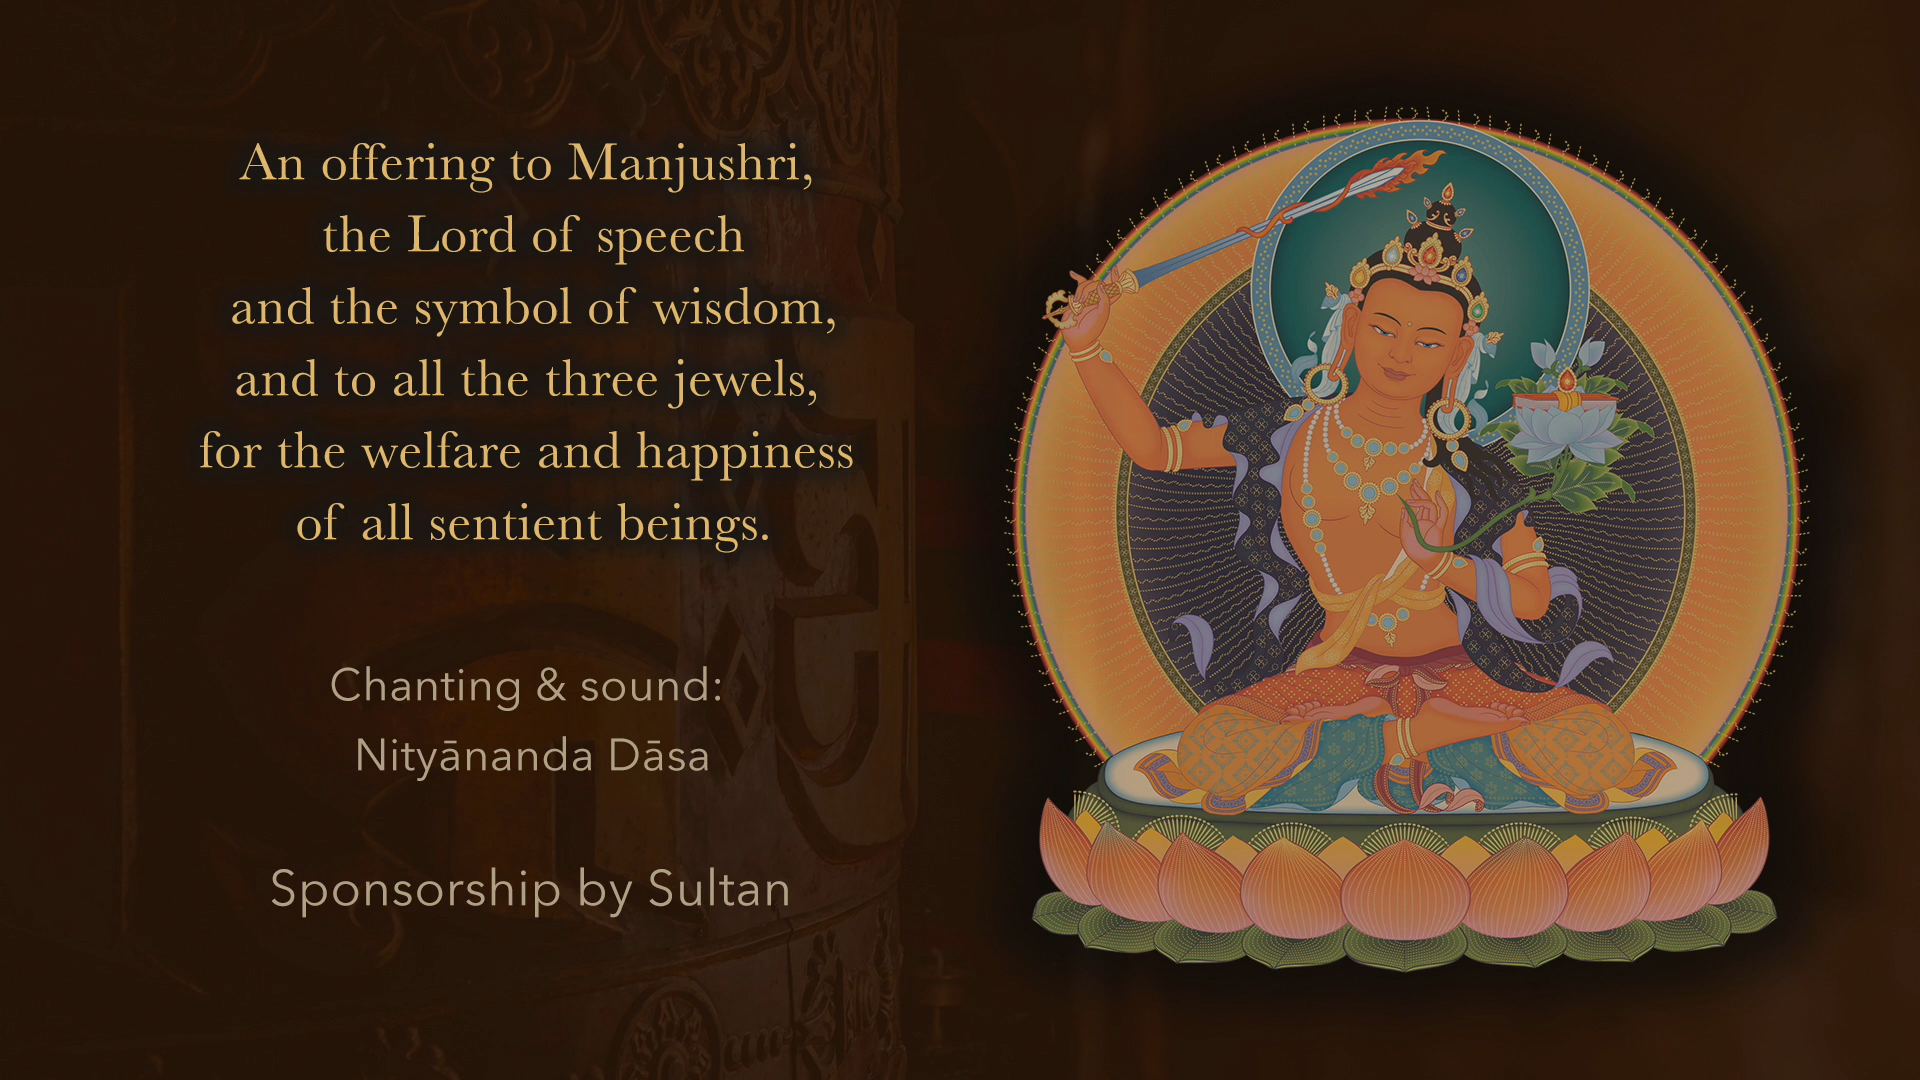 An offering to Manjushri,
the Lord of speech
and the symbol of wisdom,
and to all the three jewels,
for the welfare and happiness
of all sentient beings.
Chanting & sound:
Nityānanda Dāsa
Sponsorship by Sultan